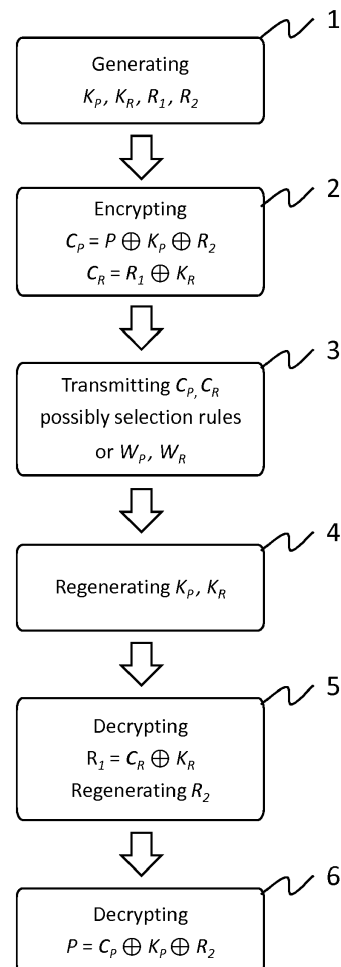 1
Generating
K_P, K_R, R_1, R_2
2
Encrypting
C_P = P ⊕ K_P ⊕ R_2
C_R = R_1 ⊕ K_R
3
Transmitting C_P, C_R
possibly selection rules
or W_P, W_R
4
Regenerating K_P, K_R
5
Decrypting
R_1 = C_R ⊕ K_R
Regenerating R_2
6
Decrypting
P = C_P ⊕ K_P ⊕ R_2